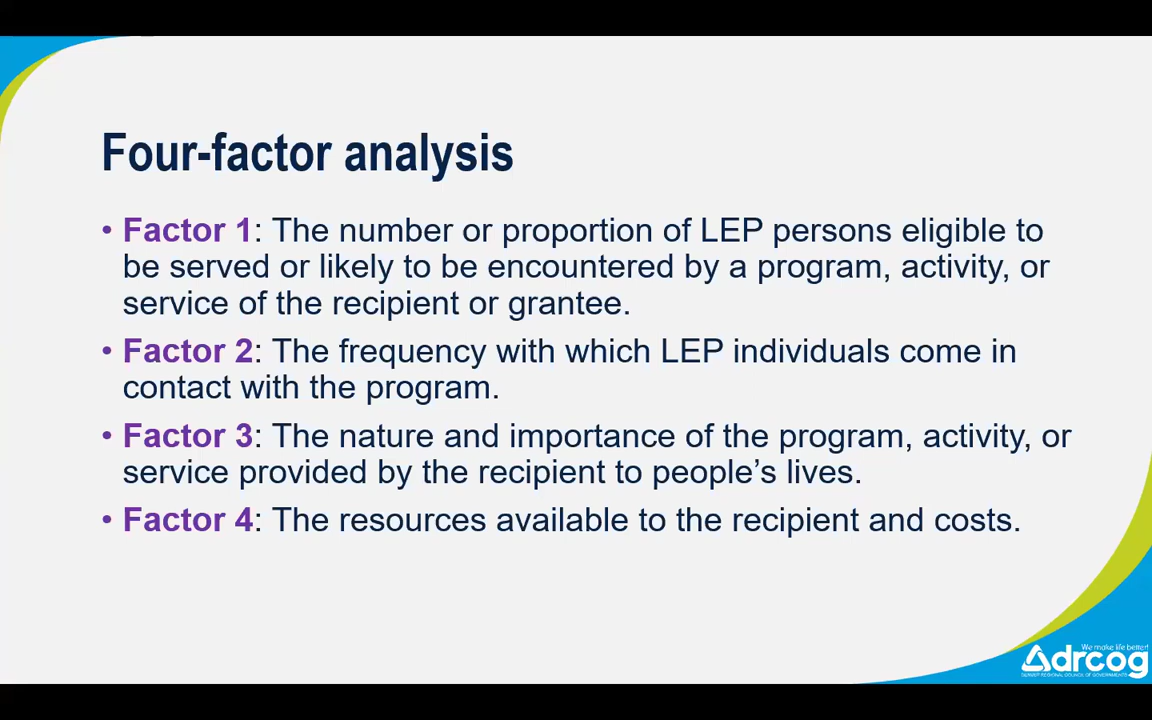 Four-factor analysis
• Factor 1: The number or proportion of LEP persons eligible to
be served or likely to be encountered by a program, activity, or
service of the recipient or grantee.
• Factor 2: The frequency with which LEP individuals come in
contact with the program.
• Factor 3: The nature and importance of the program, activity, or
service provided by the recipient to people’s lives.
• Factor 4: The resources available to the recipient and costs.
We make life better!
drcog
REGIONAL COUNCIL OF GOVERNMENTS